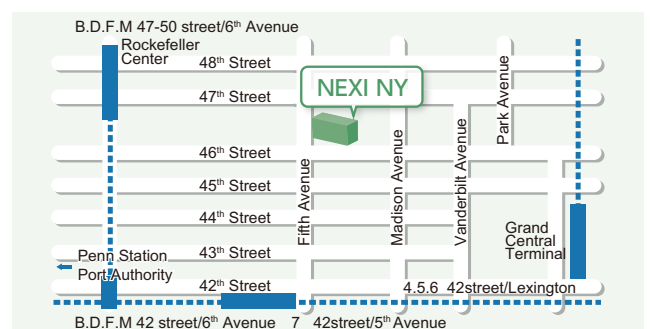 B.D.F.M 47-50 street/6th Avenue
Rockefeller
Center
48th Street
NEXI NY
47th Street
Park Avenue
46th Street
45th Street
Fifth Avenue
Madison Avenue
Vanderbilt Avenue
44th Street
Grand
Central
Terminal
43th Street
Penn Station
Port Authority
42th Street
4.5.6 42street/Lexington
B.D.F.M 42 street/6th Avenue 7 42street/5th Avenue